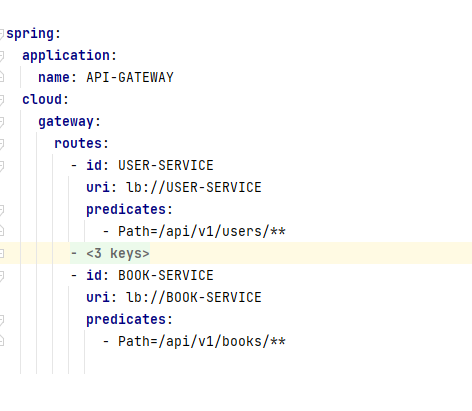 spring:
  application:
    name: API-GATEWAY
  cloud:
    gateway:
      routes:
        - id: USER-SERVICE
          uri: lb://USER-SERVICE
          predicates:
            - Path=/api/v1/users/**
        - <3 keys>
        - id: BOOK-SERVICE
          uri: lb://BOOK-SERVICE
          predicates:
            - Path=/api/v1/books/**